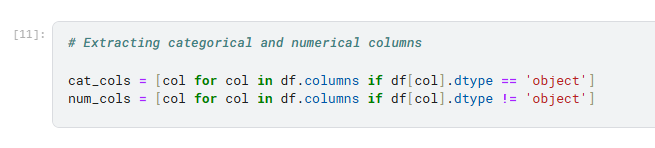 [11]:
# Extracting categorical and numerical columns
cat_cols = [col for col in df.columns if df[col].dtype == 'object']
num_cols = [col for col in df.columns if df[col].dtype != 'object']